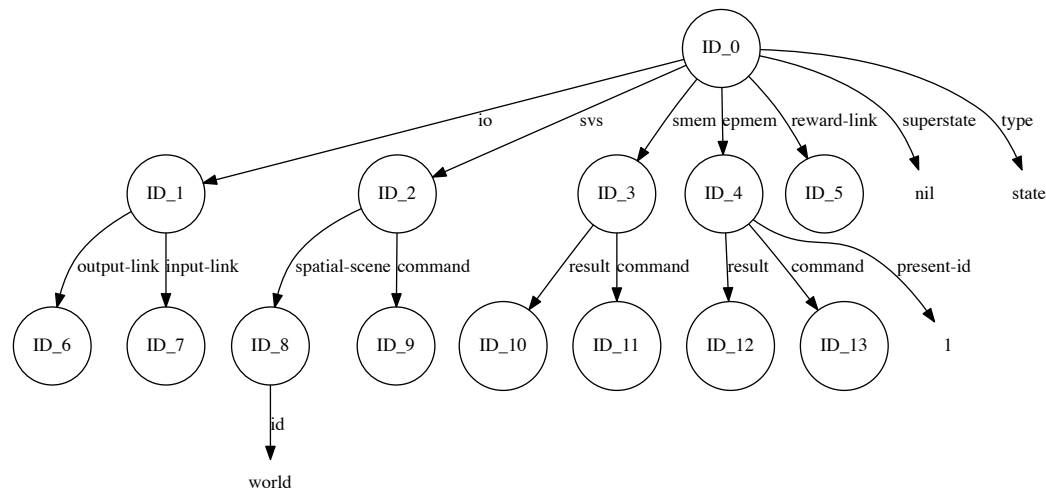 ID_0
io
svs
smem
epmem
reward-link
superstate
type
ID_1
ID_2
ID_3
ID_4
ID_5
nil
state
output-link
input-link
spatial-scene
command
result
command
result
command
present-id
ID_6
ID_7
ID_8
ID_9
ID_10
ID_11
ID_12
ID_13
1
id
world